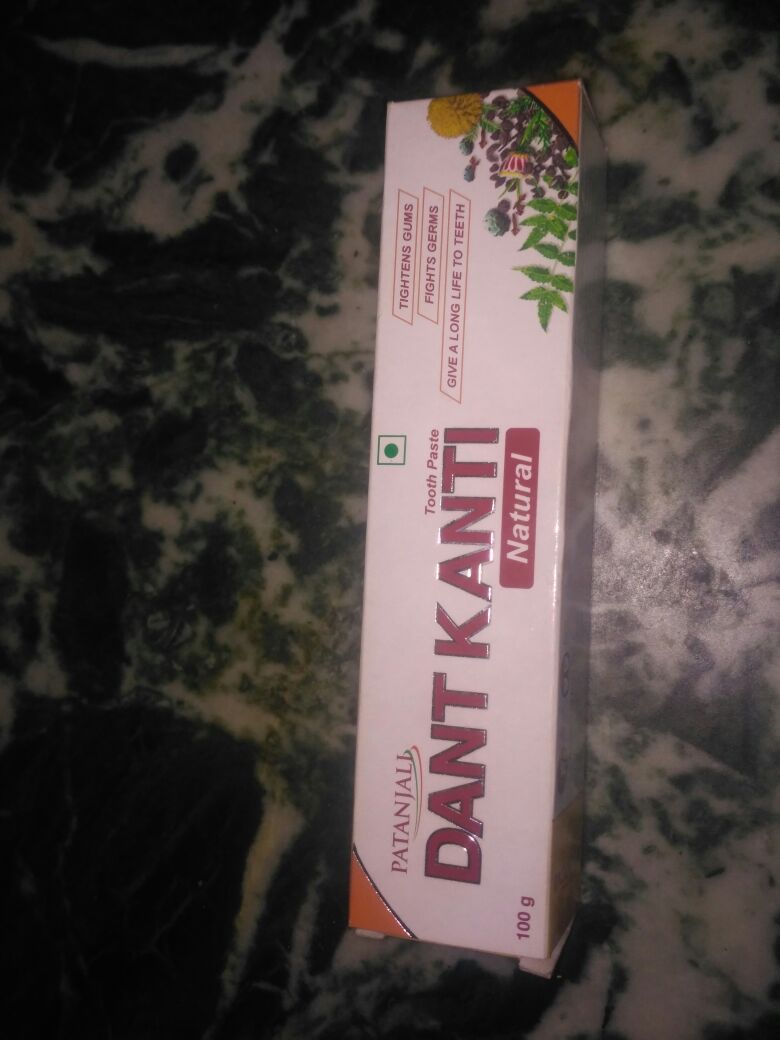 PATANJALI
DANT KANTI
Tooth Paste
Natural
100 g
TIGHTENS GUMS
FIGHTS GERMS
GIVE A LONG LIFE TO TEETH